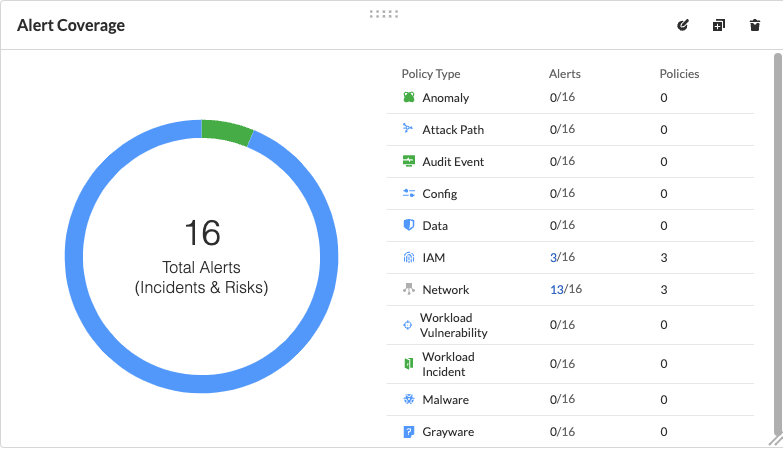 Alert Coverage
16
Total Alerts
(Incidents & Risks)
Policy Type Alerts Policies
Anomaly 0/16 0
Attack Path 0/16 0
Audit Event 0/16 0
Config 0/16 0
Data 0/16 0
IAM 3/16 3
Network 13/16 3
Workload
Vulnerability 0/16 0
Workload
Incident 0/16 0
Malware 0/16 0
Grayware 0/16 0